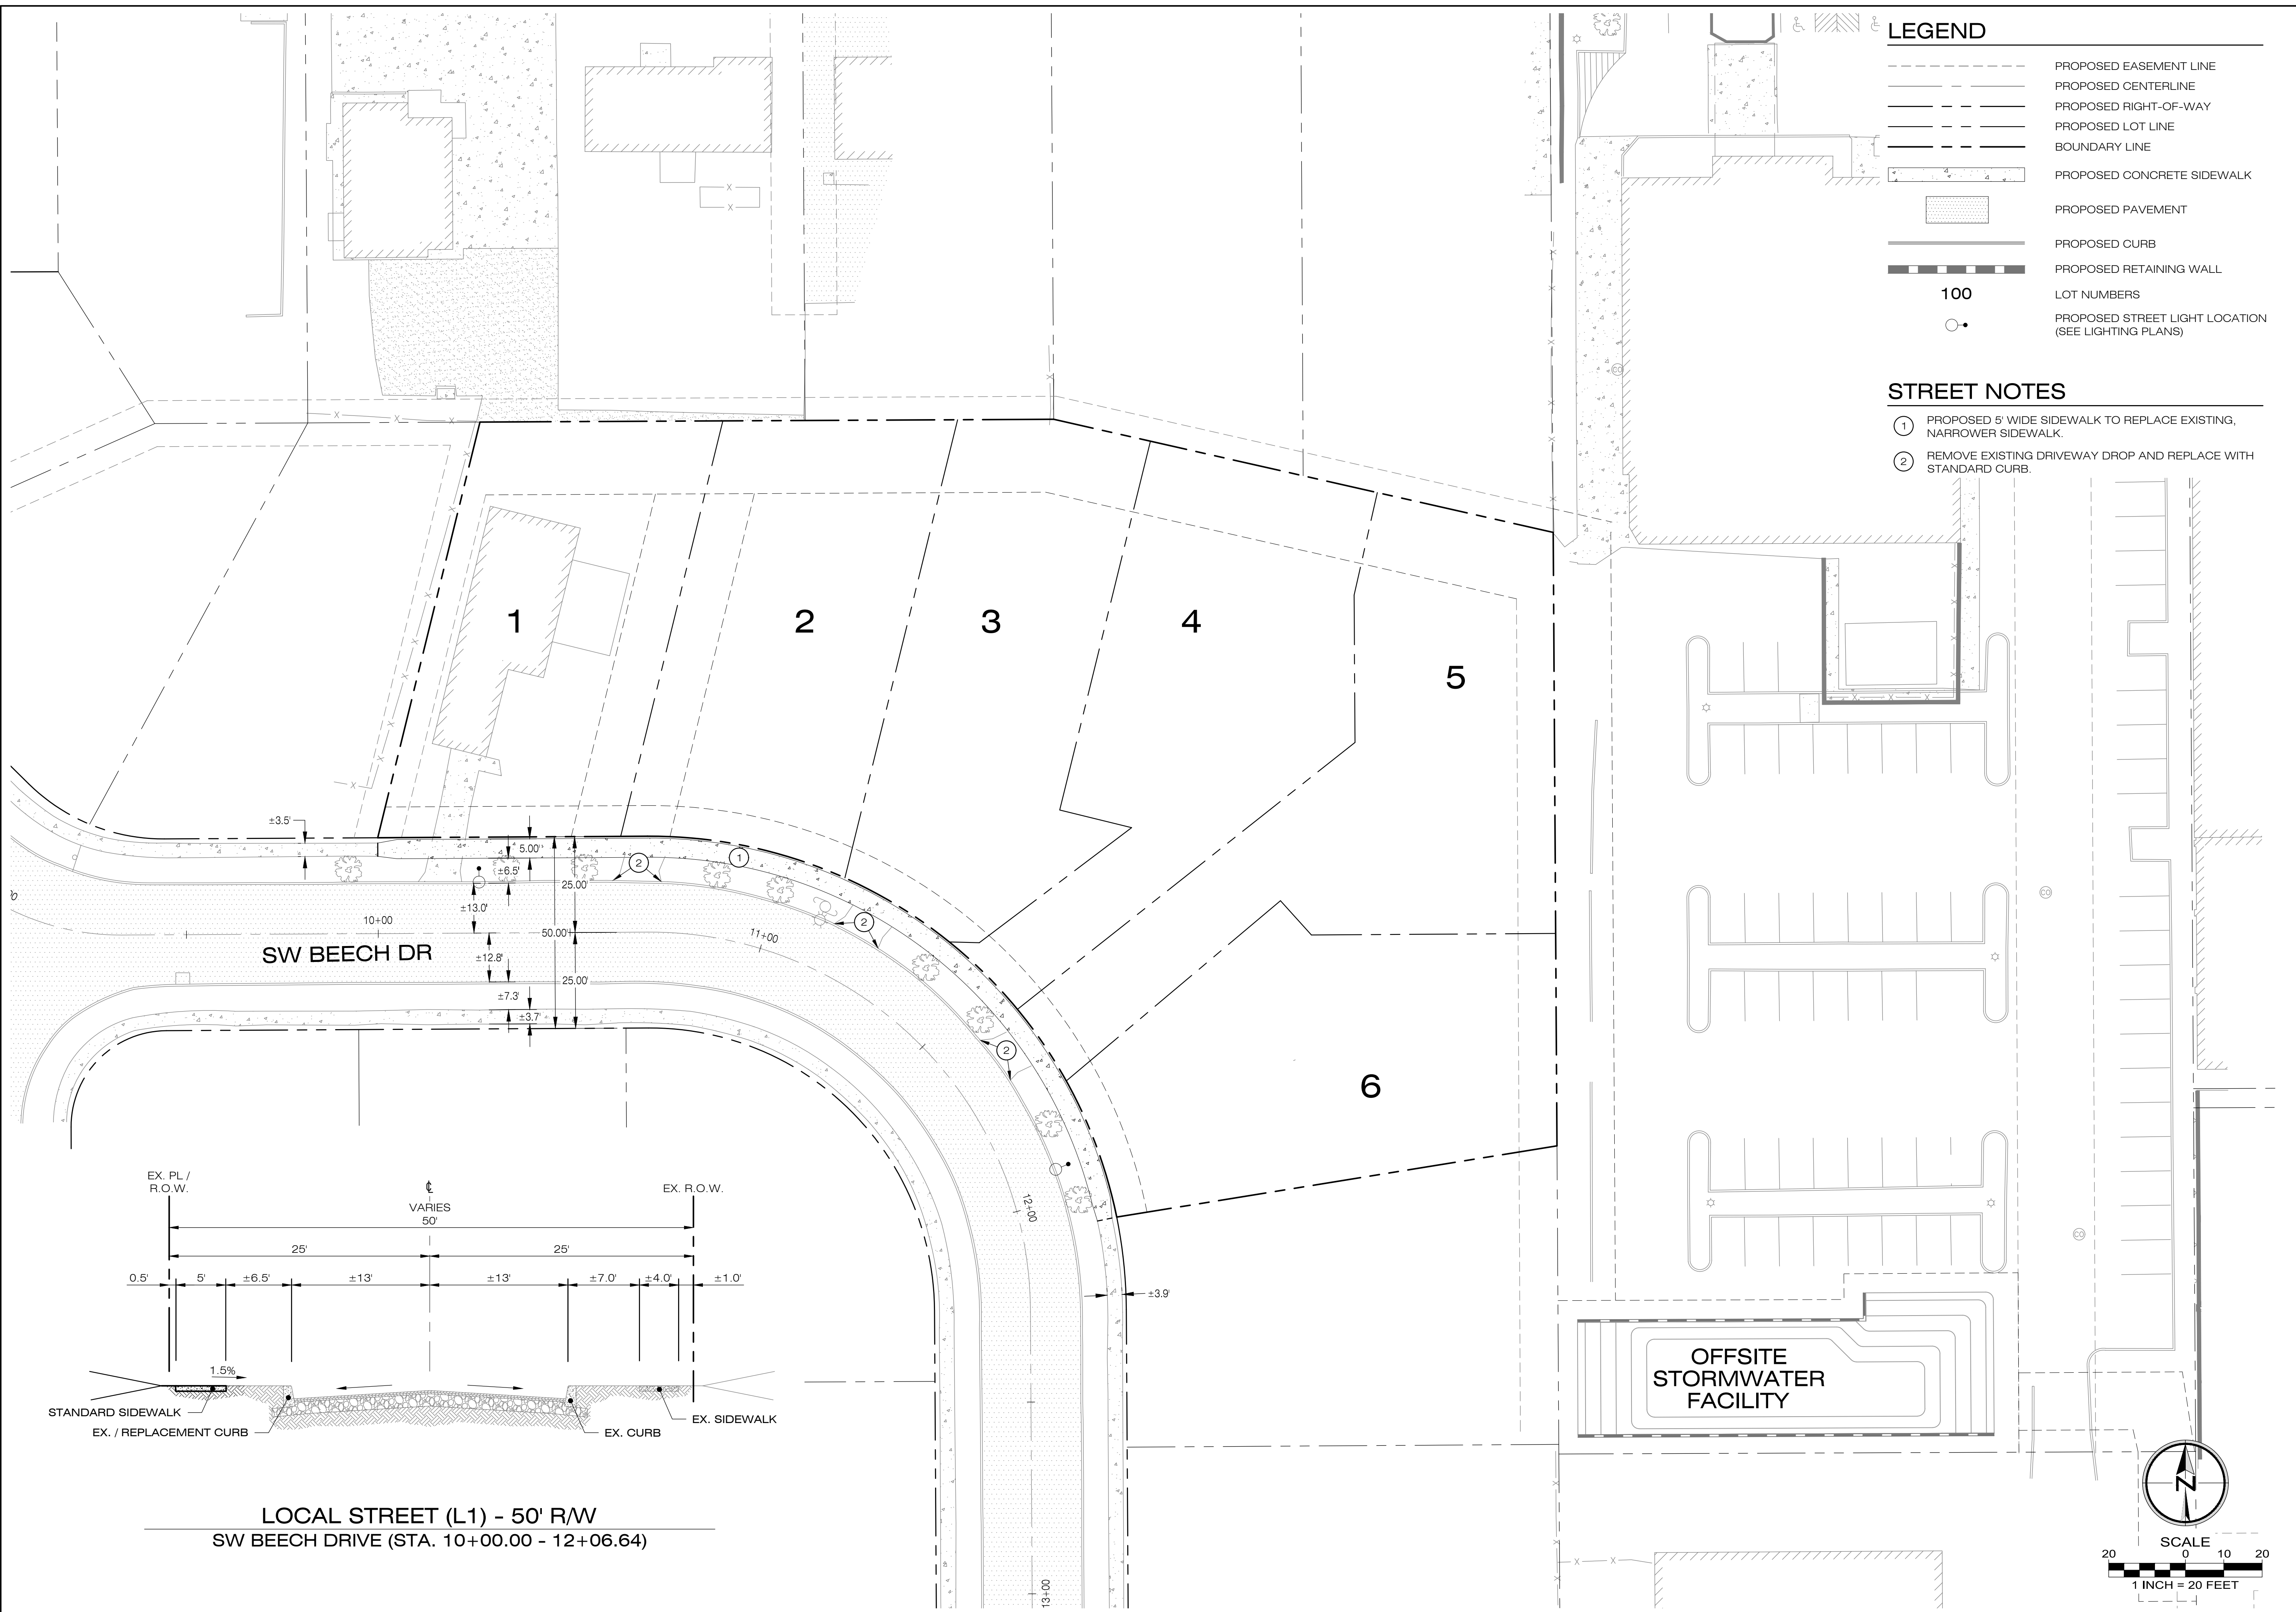 LEGEND
PROPOSED EASEMENT LINE
PROPOSED CENTERLINE
PROPOSED RIGHT-OF-WAY
PROPOSED LOT LINE
BOUNDARY LINE
PROPOSED CONCRETE SIDEWALK
PROPOSED PAVEMENT
PROPOSED CURB
PROPOSED RETAINING WALL
100 LOT NUMBERS
PROPOSED STREET LIGHT LOCATION
(SEE LIGHTING PLANS)
STREET NOTES
1 PROPOSED 5' WIDE SIDEWALK TO REPLACE EXISTING,
NARROWER SIDEWALK.
2 REMOVE EXISTING DRIVEWAY DROP AND REPLACE WITH
STANDARD CURB.
CO
1
2
3
4
5
6
±3.5'
5.00'
±6.5'
25.00'
±13.0'
10+00
50.00'
SW BEECH DR
±12.8'
25.00'
±7.3'
±3.7'
2
1
2
2
11+00
12+00
13+00
±3.9'
CO
CO
EX. PL /
R.O.W.
EX. R.O.W.
VARIES
50'
25'
25'
0.5'
5'
±6.5'
±13'
±13'
±7.0'
±4.0'
±1.0'
1.5%
STANDARD SIDEWALK
EX. / REPLACEMENT CURB
EX. CURB
EX. SIDEWALK
LOCAL STREET (L1) - 50' R/W
SW BEECH DRIVE (STA. 10+00.00 - 12+06.64)
OFFSITE
STORMWATER
FACILITY
N
SCALE
20 0 10 20
1 INCH = 20 FEET